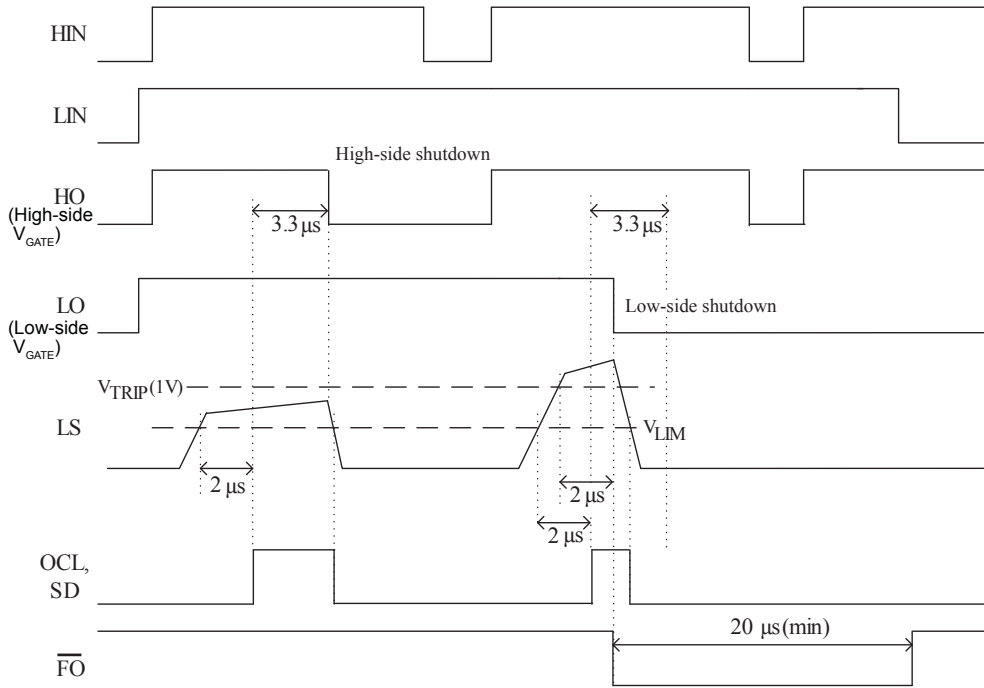 HIN
LIN
High-side shutdown
HO
(High-side
V_GATE)
3.3 µs
3.3 µs
LO
(Low-side
V_GATE)
Low-side shutdown
V_TRIP(1V)
LS
V_LIM
2 µs
2 µs
2 µs
OCL,
SD
20 µs(min)
F̅O̅